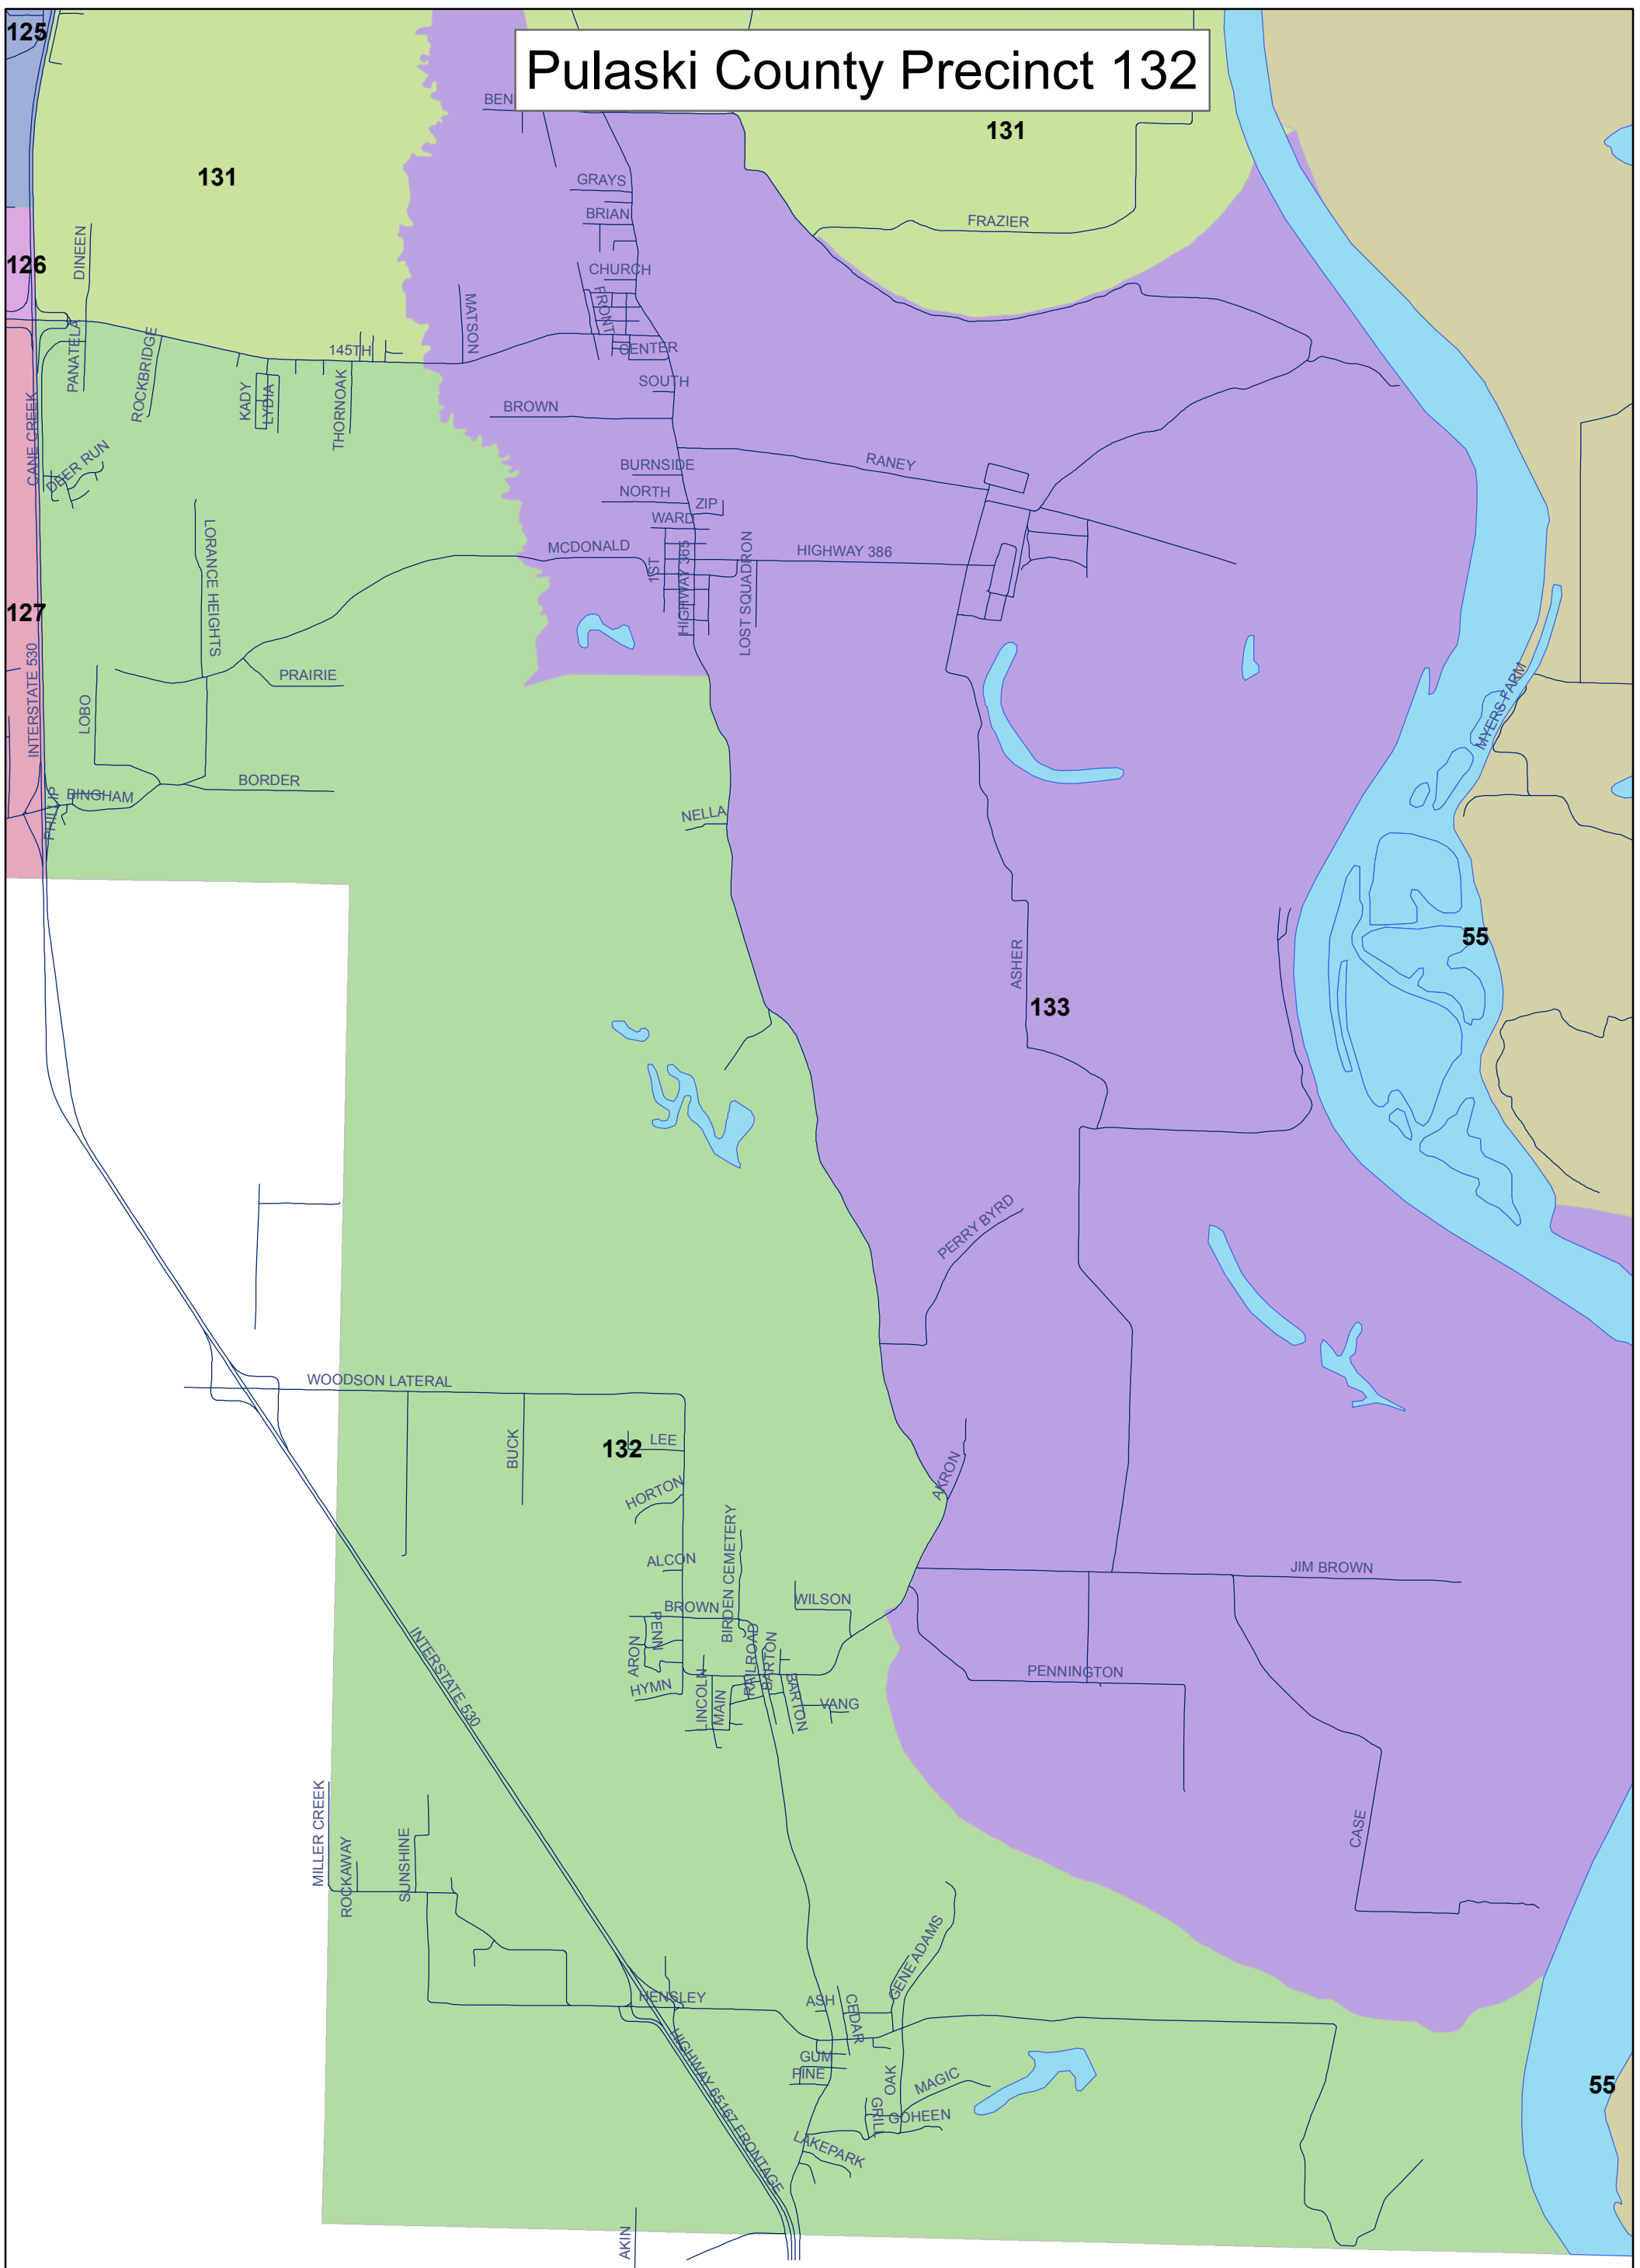 125
Pulaski County Precinct 132
BEN
131
131
GRAYS
BRIAN
FRAZIER
DINEEN
126
CHURCH
FRONT
MATSON
PANATELA
ROCKBRIDGE
145TH
CENTER
KADY
LYDIA
THORNOAK
SOUTH
BROWN
CANE CREEK
DEER RUN
RANEY
BURNSIDE
NORTH
ZIP
WARD
LORANCE HEIGHTS
MCDONALD
1ST
HIGHWAY 365
LOST SQUADRON
HIGHWAY 386
127
INTERSTATE 530
PRAIRIE
LOBO
MYERS FARM
BORDER
BINGHAM
PHILLIP
NELLA
55
ASHER
133
PERRY BYRD
WOODSON LATERAL
BUCK
132
LEE
HORTON
AKRON
ALCON
BIRDEN CEMETERY
JIM BROWN
BROWN
WILSON
PENN
ARON
RAILROAD
BARTON
INTERSTATE 530
HYMN
LINCOLN
MAIN
BARTON
VANG
PENNINGTON
MILLER CREEK
ROCKAWAY
SUNSHINE
CASE
GENE ADAMS
HENSLEY
ASH
CEDAR
GUM
PINE
OAK
MAGIC
GRILL
GOHEEN
55
HIGHWAY 65167 FRONTAGE
LAKEPARK
AKIN